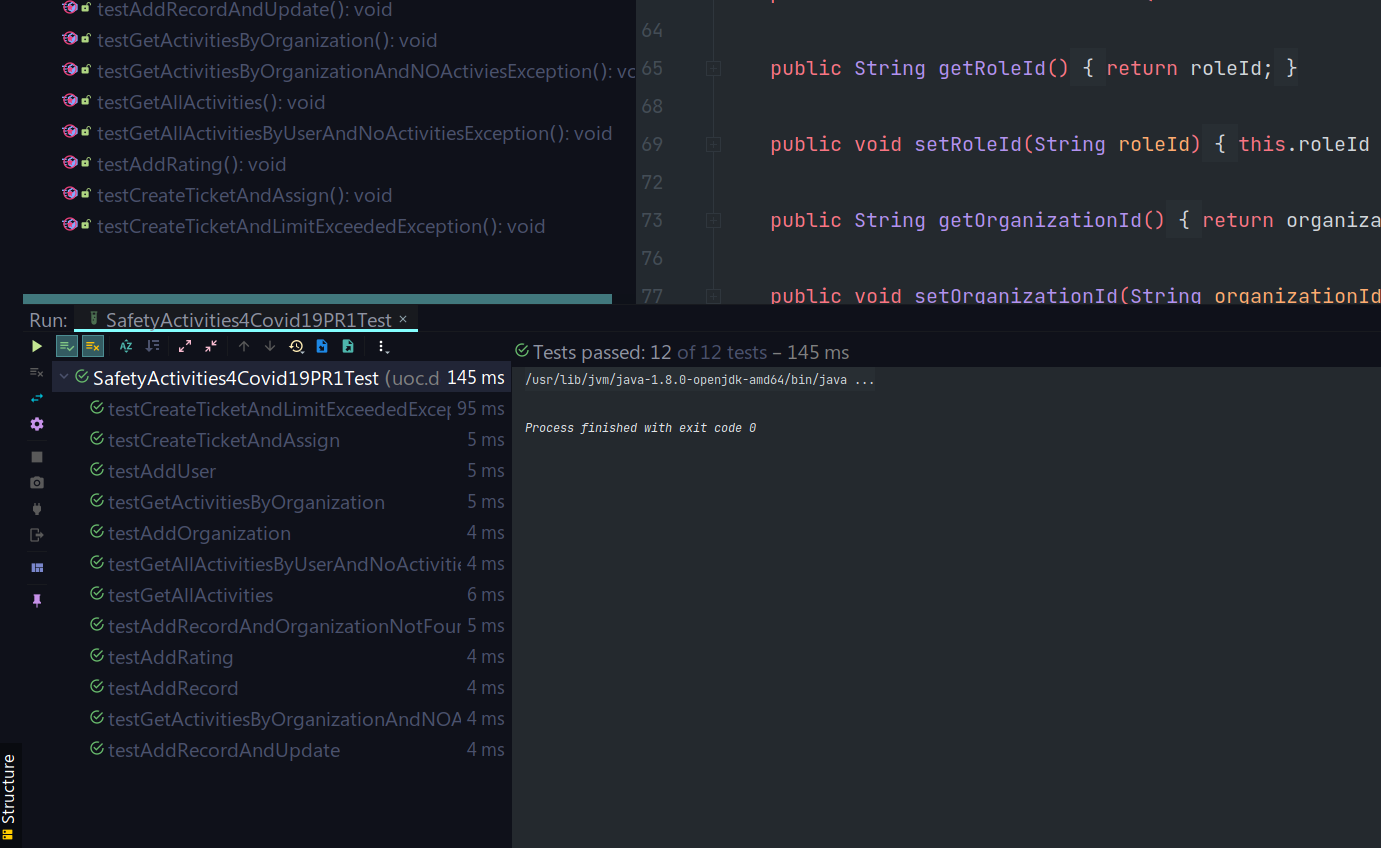 testAddRecordAndUpdate(): void
testGetActivitiesByOrganization(): void
testGetActivitiesByOrganizationAndNOActiviesException(): vo
testGetAllActivities(): void
testGetAllActivitiesByUserAndNoActivitiesException(): void
testAddRating(): void
testCreateTicketAndAssign(): void
testCreateTicketAndLimitExceededException(): void
64
65 public String getRoleId() { return roleId; }
68
69 public void setRoleId(String roleId) { this.roleId
72
73 public String getOrganizationId() { return organiza
76
77 public void setOrganizationId(String organizationId
Run: SafetyActivities4Covid19PR1Test ×
Tests passed: 12 of 12 tests – 145 ms
SafetyActivities4Covid19PR1Test (uoc.d 145 ms
testCreateTicketAndLimitExceededExcep 95 ms
testCreateTicketAndAssign 5 ms
testAddUser 5 ms
testGetActivitiesByOrganization 5 ms
testAddOrganization 4 ms
testGetAllActivitiesByUserAndNoActivitie 4 ms
testGetAllActivities 6 ms
testAddRecordAndOrganizationNotFour 5 ms
testAddRating 4 ms
testAddRecord 4 ms
testGetActivitiesByOrganizationAndNOA 4 ms
testAddRecordAndUpdate 4 ms
/usr/lib/jvm/java-1.8.0-openjdk-amd64/bin/java ...
Process finished with exit code 0
Structure